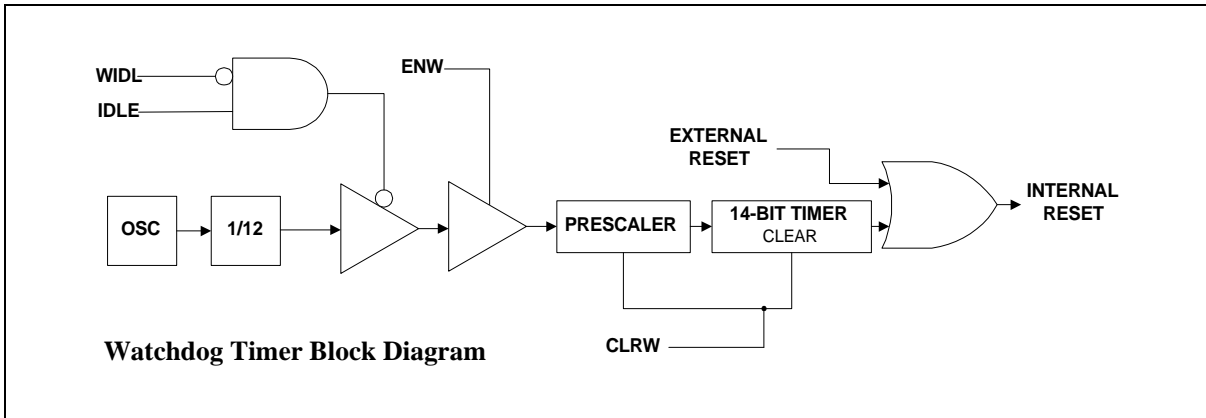 WIDL
IDLE
ENW
EXTERNAL
RESET
OSC
1/12
PRESCALER
14-BIT TIMER
CLEAR
INTERNAL
RESET
CLRW
Watchdog Timer Block Diagram